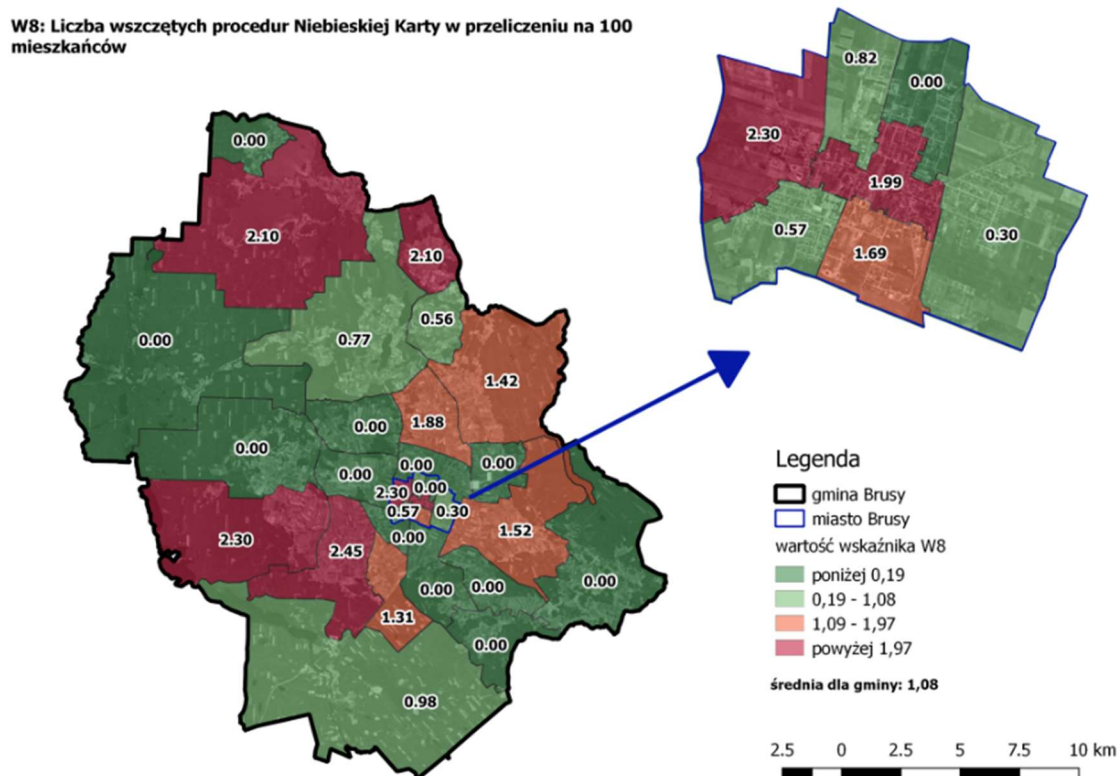 W8: Liczba wszczętych procedur Niebieskiej Karty w przeliczeniu na 100
mieszkańców
0.82
0.00
2.30
1.99
0.57
0.30
1.69
0.00
2.10
2.10
0.56
0.00
0.77
1.42
1.88
0.00
0.00
0.00
0.00
0.00
2.30
0.00
0.57
0.30
1.52
0.00
2.30
2.45
0.00
0.00
0.00
1.31
0.00
0.98
Legenda
gmina Brusy
miasto Brusy
wartość wskaźnika W8
poniżej 0,19
0,19 - 1,08
1,09 - 1,97
powyżej 1,97
średnia dla gminy: 1,08
2.5 0 2.5 5 7.5 10 km